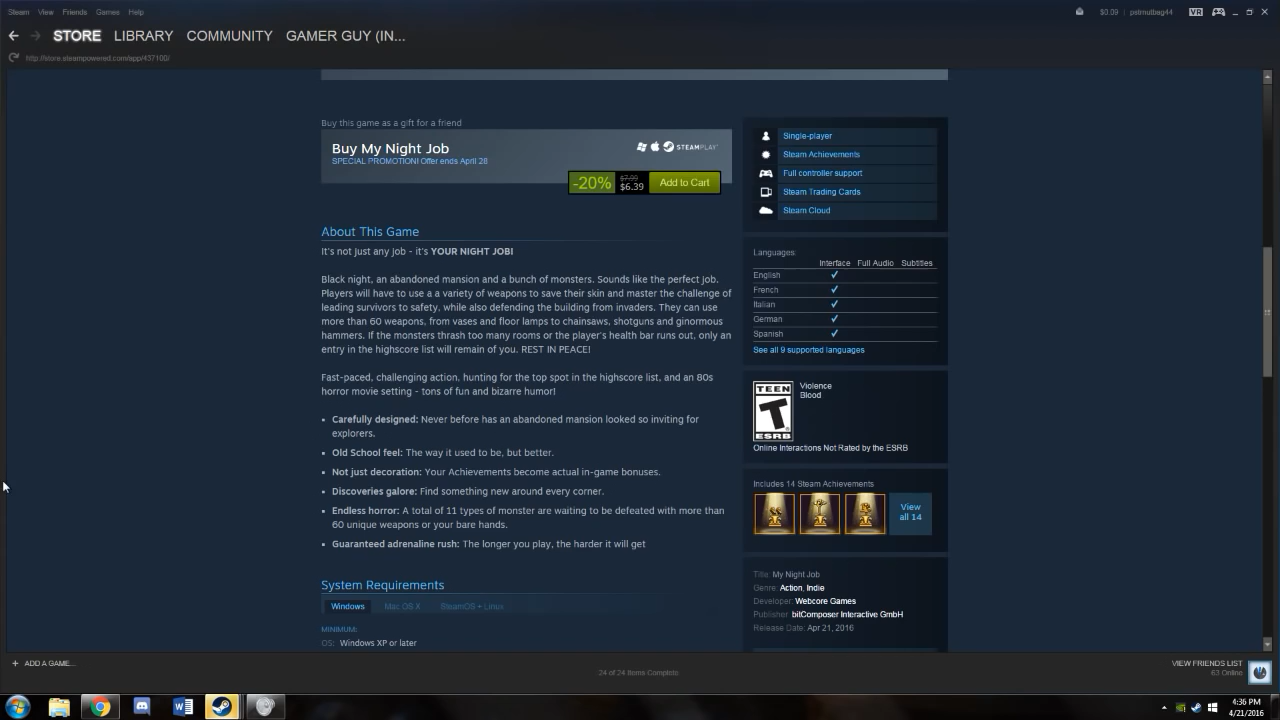 Steam View Friends Games Help
$0.09 pstmutbag44 VR
STORE LIBRARY COMMUNITY GAMER GUY (IN...
http://store.steampowered.com/app/437100/
Buy this game as a gift for a friend
Buy My Night Job
STEAMPLAY
SPECIAL PROMOTION! Offer ends April 28
-20% $7.99 $6.39 Add to Cart
About This Game
It's not just any job - it's YOUR NIGHT JOB!
Black night, an abandoned mansion and a bunch of monsters. Sounds like the perfect job.
Players will have to use a a variety of weapons to save their skin and master the challenge of
leading survivors to safety, while also defending the building from invaders. They can use
more than 60 weapons, from vases and floor lamps to chainsaws, shotguns and ginormous
hammers. If the monsters thrash too many rooms or the player's health bar runs out, only an
entry in the highscore list will remain of you. REST IN PEACE!
Fast-paced, challenging action, hunting for the top spot in the highscore list, and an 80s
horror movie setting - tons of fun and bizarre humor!
▪ Carefully designed: Never before has an abandoned mansion looked so inviting for
explorers.
▪ Old School feel: The way it used to be, but better.
▪ Not just decoration: Your Achievements become actual in-game bonuses.
▪ Discoveries galore: Find something new around every corner.
▪ Endless horror: A total of 11 types of monster are waiting to be defeated with more than
60 unique weapons or your bare hands.
▪ Guaranteed adrenaline rush: The longer you play, the harder it will get
System Requirements
Windows Mac OS X SteamOS + Linux
MINIMUM:
OS: Windows XP or later
Single-player
Steam Achievements
Full controller support
Steam Trading Cards
Steam Cloud
Languages:
Interface Full Audio Subtitles
English ✓
French ✓
Italian ✓
German ✓
Spanish ✓
See all 9 supported languages
TEEN
T
ESRB
Violence
Blood
Online Interactions Not Rated by the ESRB
Includes 14 Steam Achievements
View
all 14
Title: My Night Job
Genre: Action, Indie
Developer: Webcore Games
Publisher: bitComposer Interactive GmbH
Release Date: Apr 21, 2016
+ ADD A GAME...
24 of 24 Items Complete
VIEW FRIENDS LIST
63 Online
4:36 PM
4/21/2016